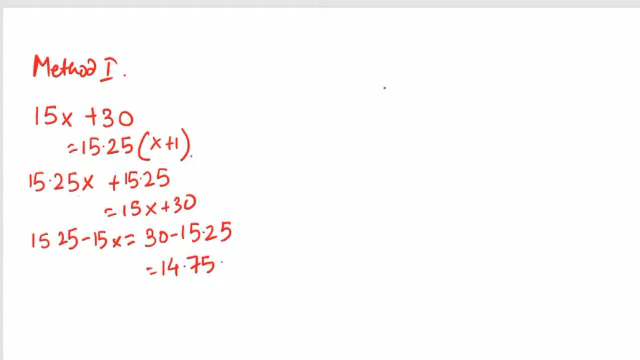 Method I.
15x + 30
= 15.25 (x+1).
15.25x + 15.25
= 15x + 30
15 25 - 15x = 30 - 15.25
= 14.75